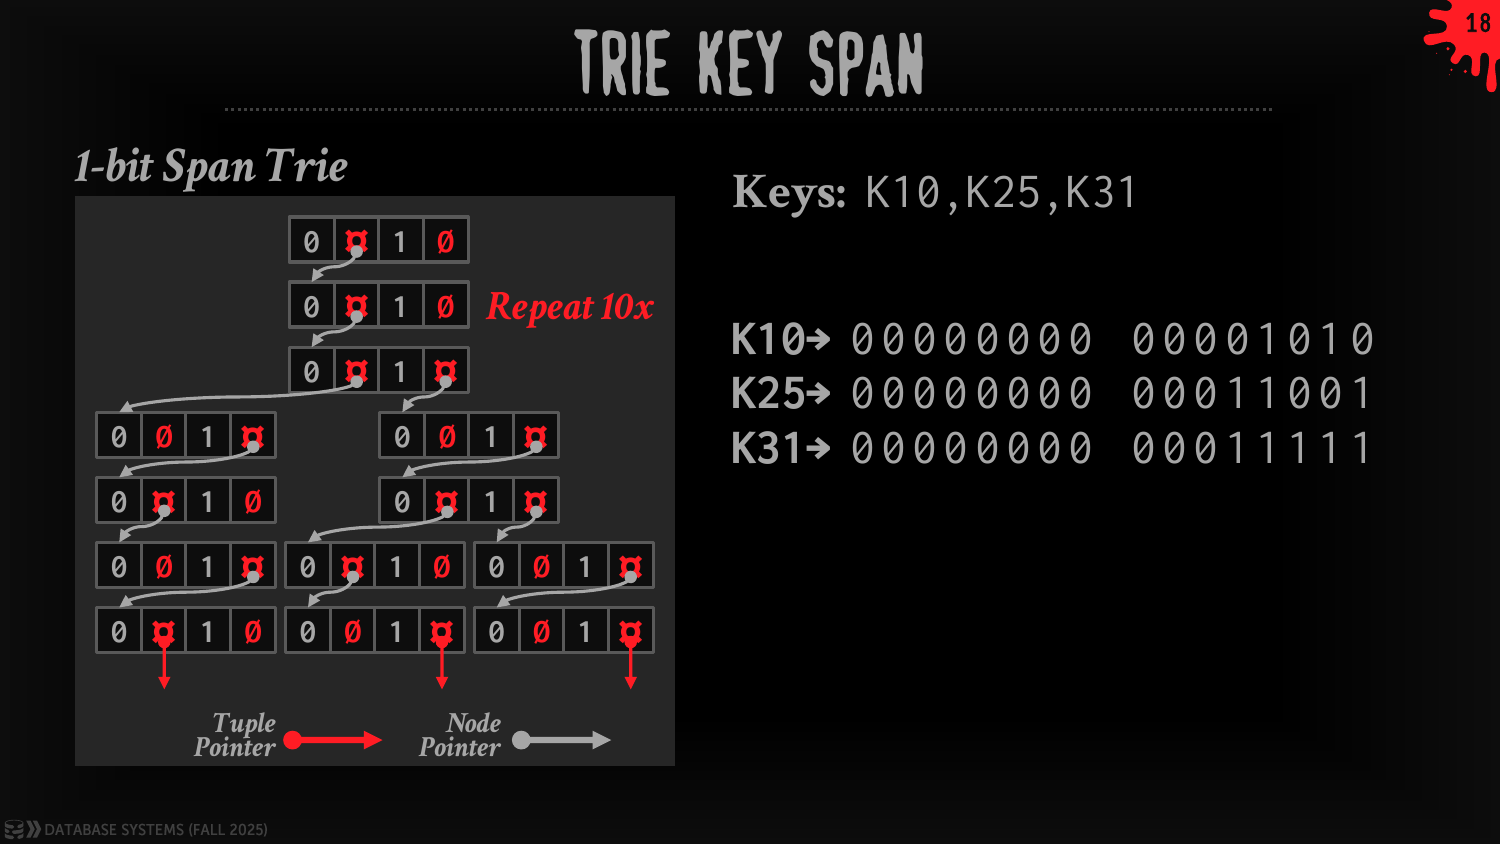 18
TRIE KEY SPAN
1-bit Span Trie
0 ¤ 1 Ø
0 ¤ 1 Ø Repeat 10x
0 ¤ 1 ¤
0 Ø 1 ¤ 0 Ø 1 ¤
0 ¤ 1 Ø 0 ¤ 1 ¤
0 Ø 1 ¤ 0 ¤ 1 Ø 0 Ø 1 ¤
0 ¤ 1 Ø 0 Ø 1 ¤ 0 Ø 1 ¤
Tuple
Pointer
Node
Pointer
Keys: K10,K25,K31
K10→ 00000000 00001010
K25→ 00000000 00011001
K31→ 00000000 00011111
DATABASE SYSTEMS (FALL 2025)